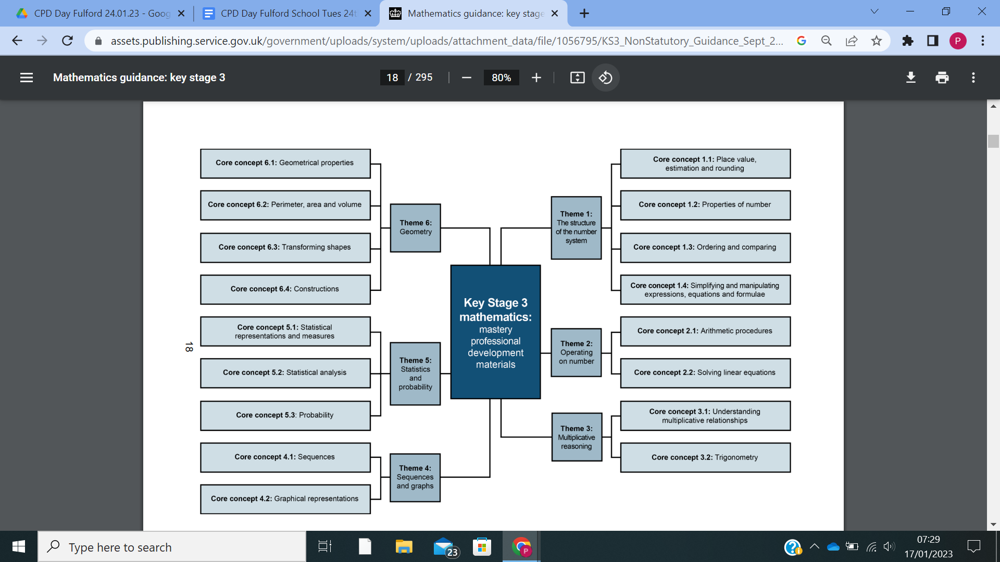 CPD Day Fulford 24.01.23 - Goog
CPD Day Fulford School Tues 24t
Mathematics guidance: key stage
assets.publishing.service.gov.uk/government/uploads/system/uploads/attachment_data/file/1056795/KS3_NonStatutory_Guidance_Sept_2...
P
Mathematics guidance: key stage 3
18 / 295
80%
Core concept 6.1: Geometrical properties
Core concept 6.2: Perimeter, area and volume
Core concept 6.3: Transforming shapes
Core concept 6.4: Constructions
Theme 6:
Geometry
Core concept 5.1: Statistical
representations and measures
Core concept 5.2: Statistical analysis
Core concept 5.3: Probability
Theme 5:
Statistics
and
probability
Core concept 4.1: Sequences
Core concept 4.2: Graphical representations
Theme 4:
Sequences
and graphs
18
Key Stage 3
mathematics:
mastery
professional
development
materials
Theme 1:
The structure
of the number
system
Core concept 1.1: Place value,
estimation and rounding
Core concept 1.2: Properties of number
Core concept 1.3: Ordering and comparing
Core concept 1.4: Simplifying and manipulating
expressions, equations and formulae
Theme 2:
Operating
on number
Core concept 2.1: Arithmetic procedures
Core concept 2.2: Solving linear equations
Theme 3:
Multiplicative
reasoning
Core concept 3.1: Understanding
multiplicative relationships
Core concept 3.2: Trigonometry
Type here to search
23
P
07:29
17/01/2023